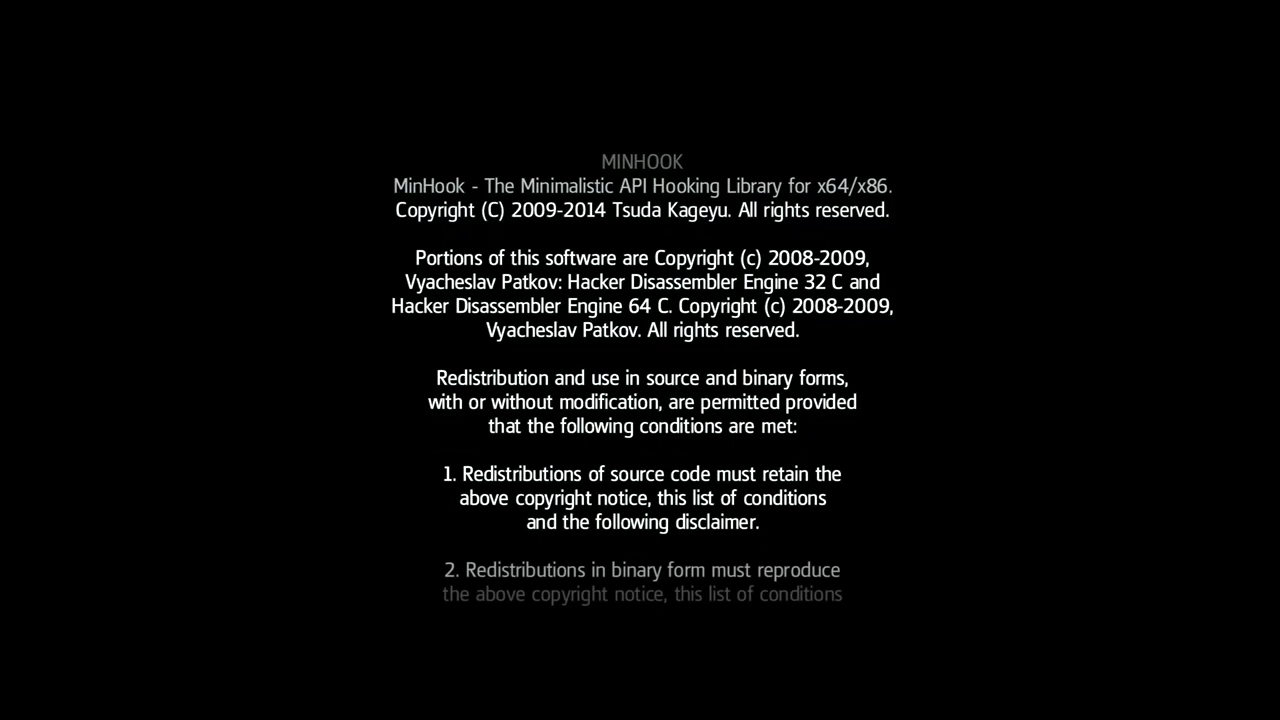 MINHOOK
MinHook - The Minimalistic API Hooking Library for x64/x86.
Copyright (C) 2009-2014 Tsuda Kageyu. All rights reserved.
Portions of this software are Copyright (c) 2008-2009,
Vyacheslav Patkov: Hacker Disassembler Engine 32 C and
Hacker Disassembler Engine 64 C. Copyright (c) 2008-2009,
Vyacheslav Patkov. All rights reserved.
Redistribution and use in source and binary forms,
with or without modification, are permitted provided
that the following conditions are met:
1. Redistributions of source code must retain the
above copyright notice, this list of conditions
and the following disclaimer.
2. Redistributions in binary form must reproduce
the above copyright notice, this list of conditions